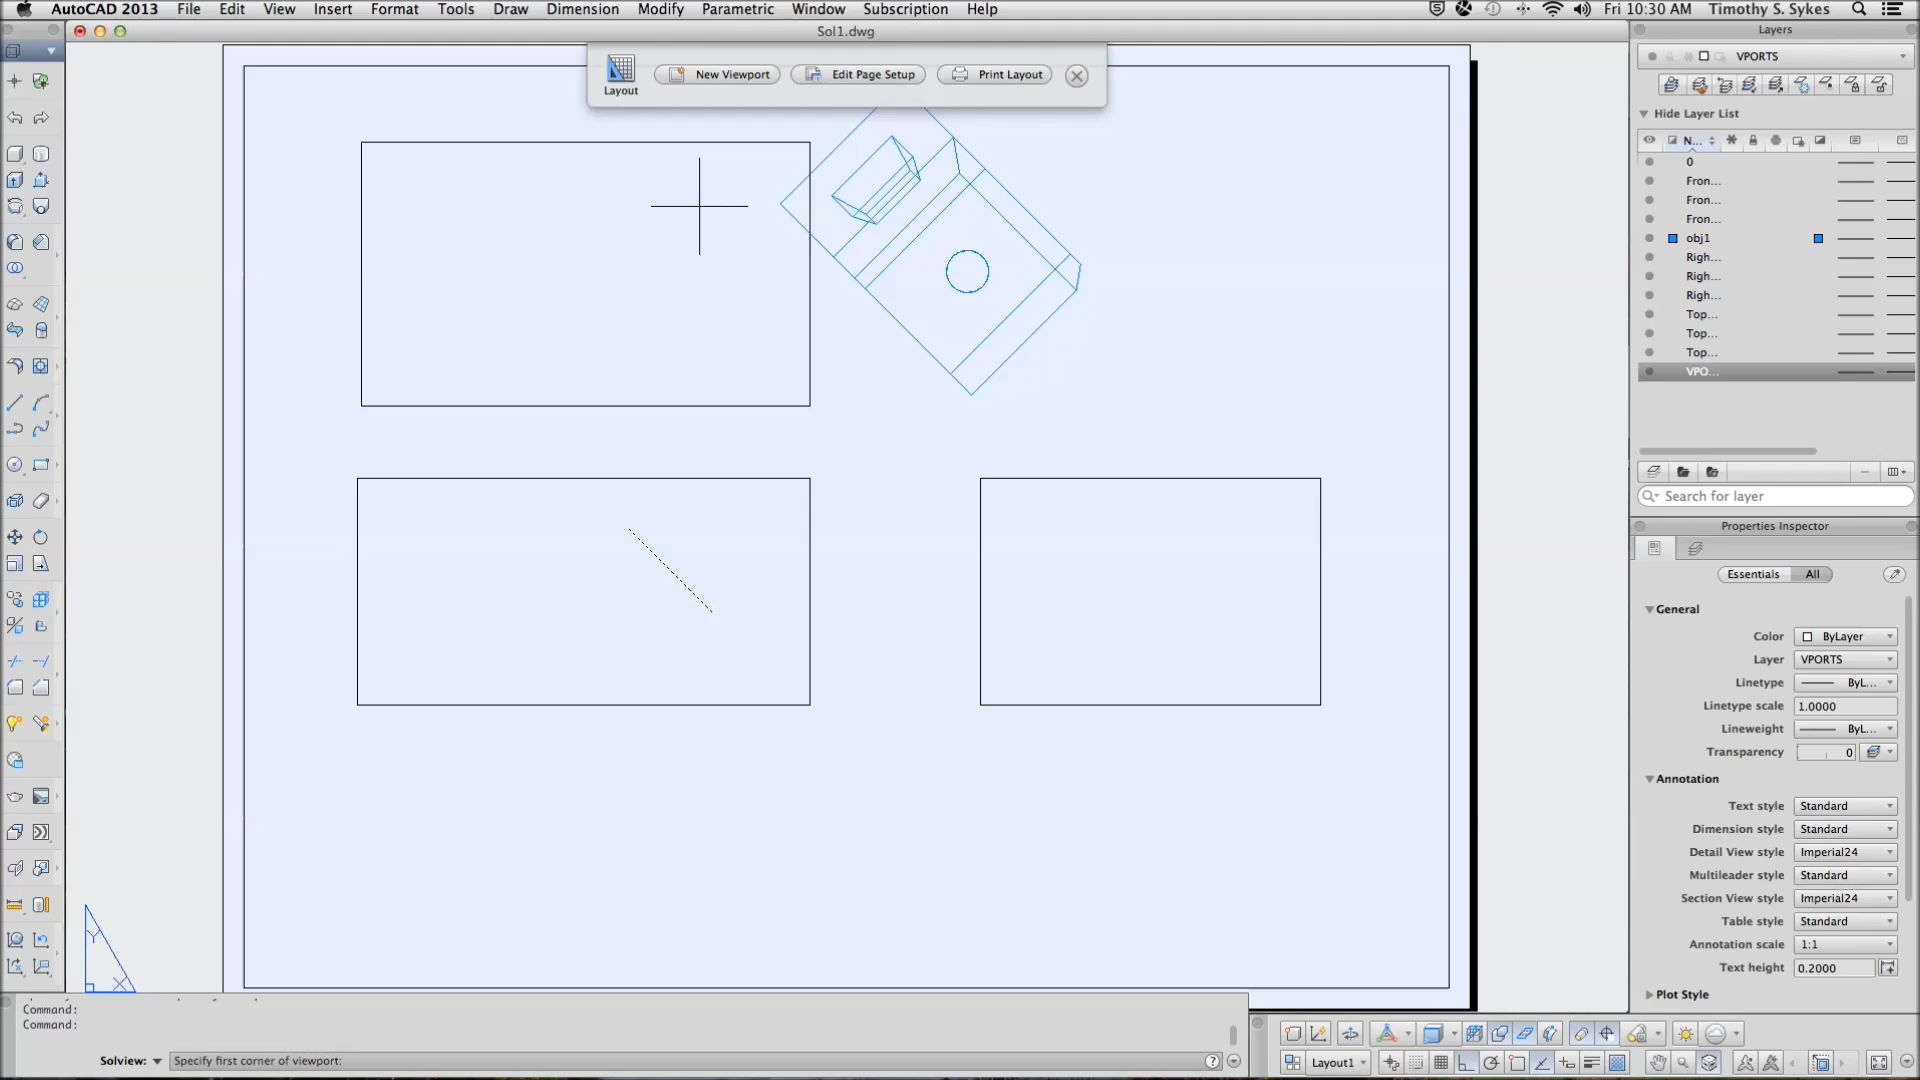 AutoCAD 2013 File Edit View Insert Format Tools Draw Dimension Modify Parametric Window Subscription Help Fri 10:30 AM Timothy S. Sykes
Sol1.dwg
Layout
New Viewport
Edit Page Setup
Print Layout
Layers
VPORTS
Hide Layer List
N...
0
Fron...
Fron...
Fron...
obj1
Righ...
Righ...
Righ...
Top...
Top...
Top...
VPO...
Search for layer
Properties Inspector
Essentials All
General
Color ByLayer
Layer VPORTS
Linetype ByL...
Linetype scale 1.0000
Lineweight ByL...
Transparency 0
Annotation
Text style Standard
Dimension style Standard
Detail View style Imperial24
Multileader style Standard
Section View style Imperial24
Table style Standard
Annotation scale 1:1
Text height 0.2000
Plot Style
Y
X
Command:
Command:
Solview: Specify first corner of viewport:
Layout1